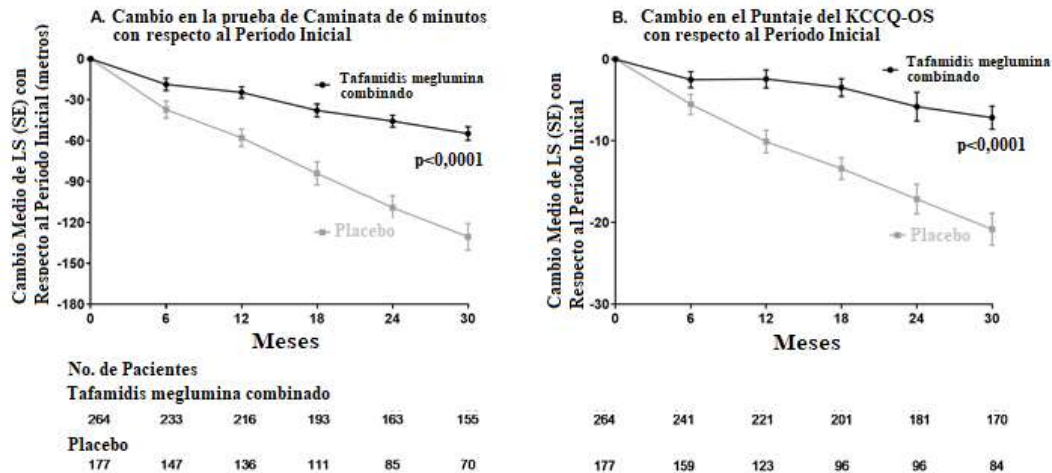 A. Cambio en la prueba de Caminata de 6 minutos
con respecto al Período Inicial
Cambio Medio de LS (SE) con
Respecto al Período Inicial (metros)
0
-30
-60
-90
-120
-150
-180
Tafamidis meglumina
combinado
p<0,0001
Placebo
0 6 12 18 24 30
Meses
B. Cambio en el Puntaje del KCCQ-OS
con respecto al Período Inicial
Cambio Medio de LS (SE) con
Respecto al Período Inicial
0
-10
-20
-30
Tafamidis meglumina
combinado
p<0,0001
Placebo
0 6 12 18 24 30
Meses
No. de Pacientes
Tafamidis meglumina combinado
264 233 216 193 163 155 264 241 221 201 181 170
Placebo
177 147 136 111 85 70 177 159 123 96 96 84